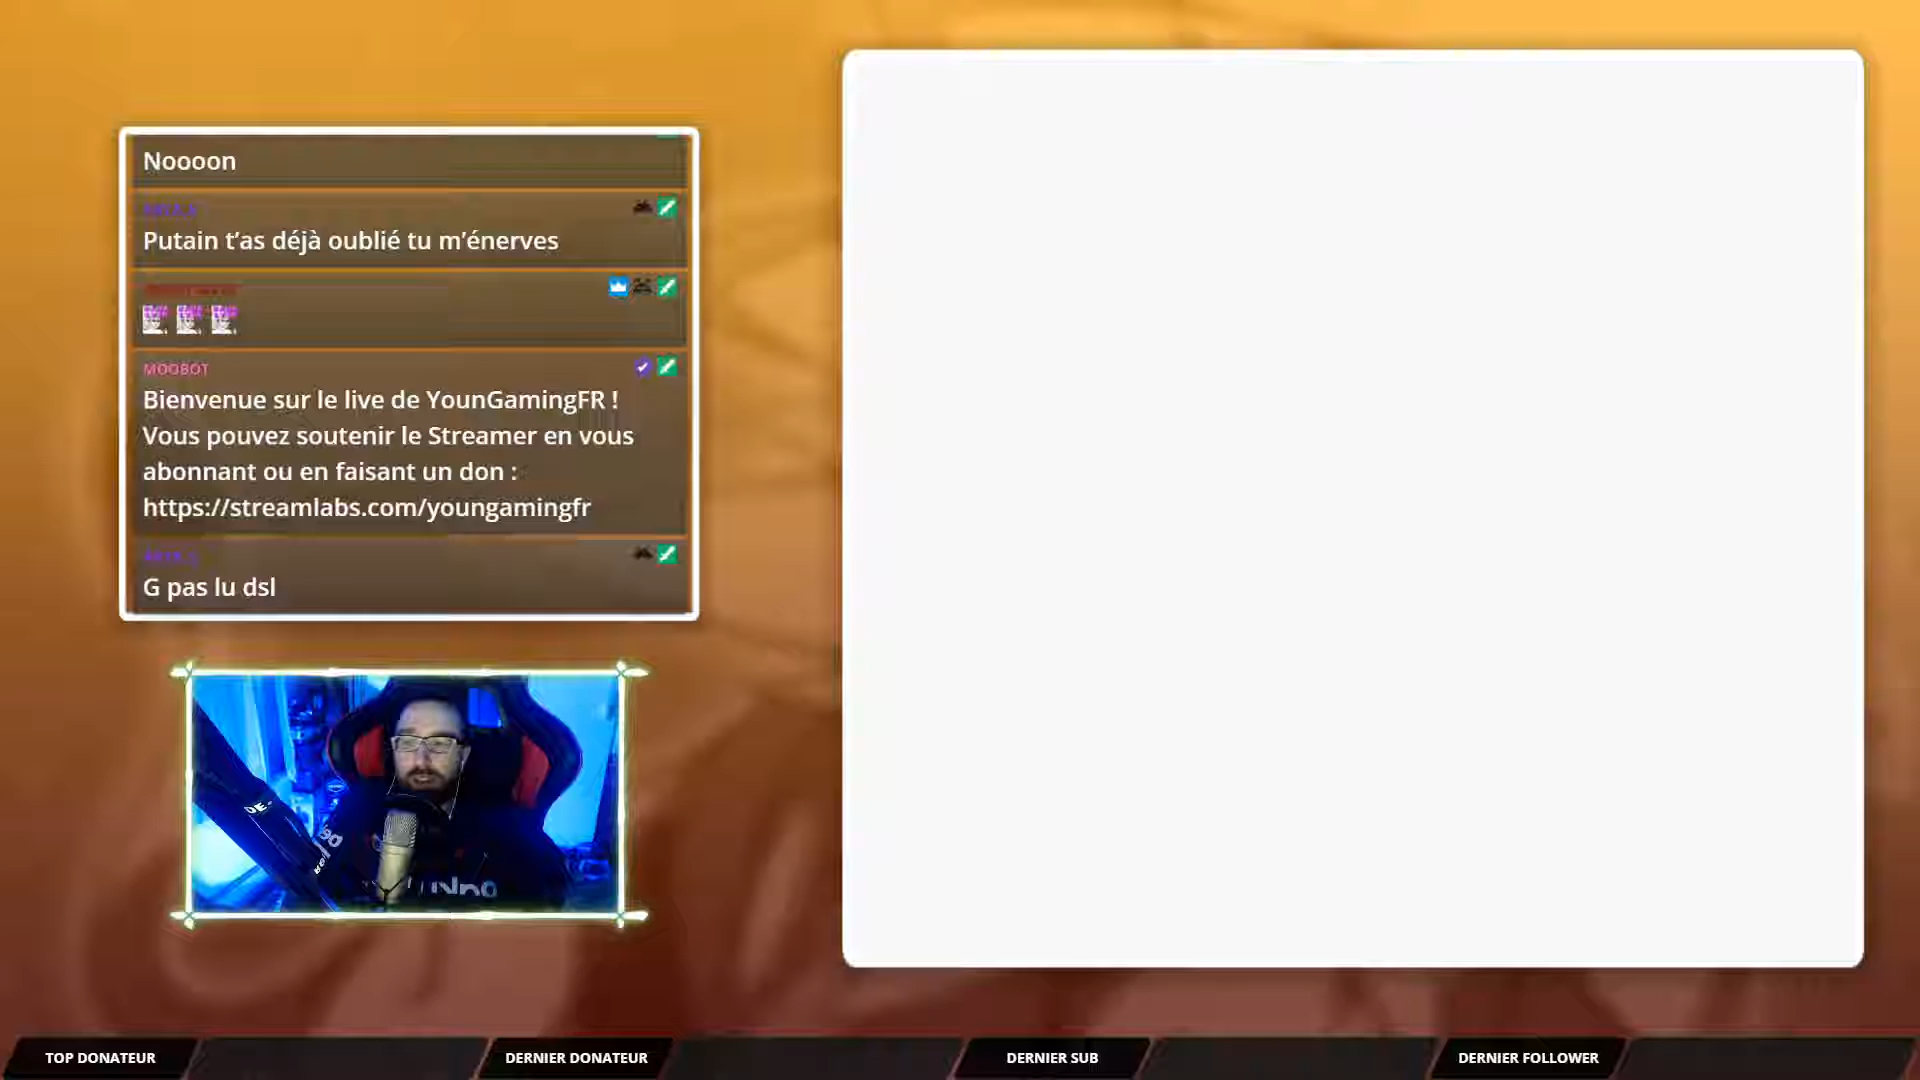 Noooon
Putain t’as déjà oublié tu m’énerves
MOOBOT
Bienvenue sur le live de YounGamingFR !
Vous pouvez soutenir le Streamer en vous
abonnant ou en faisant un don :
https://streamlabs.com/youngamingfr
G pas lu dsl
TOP DONATEUR
DERNIER DONATEUR
DERNIER SUB
DERNIER FOLLOWER